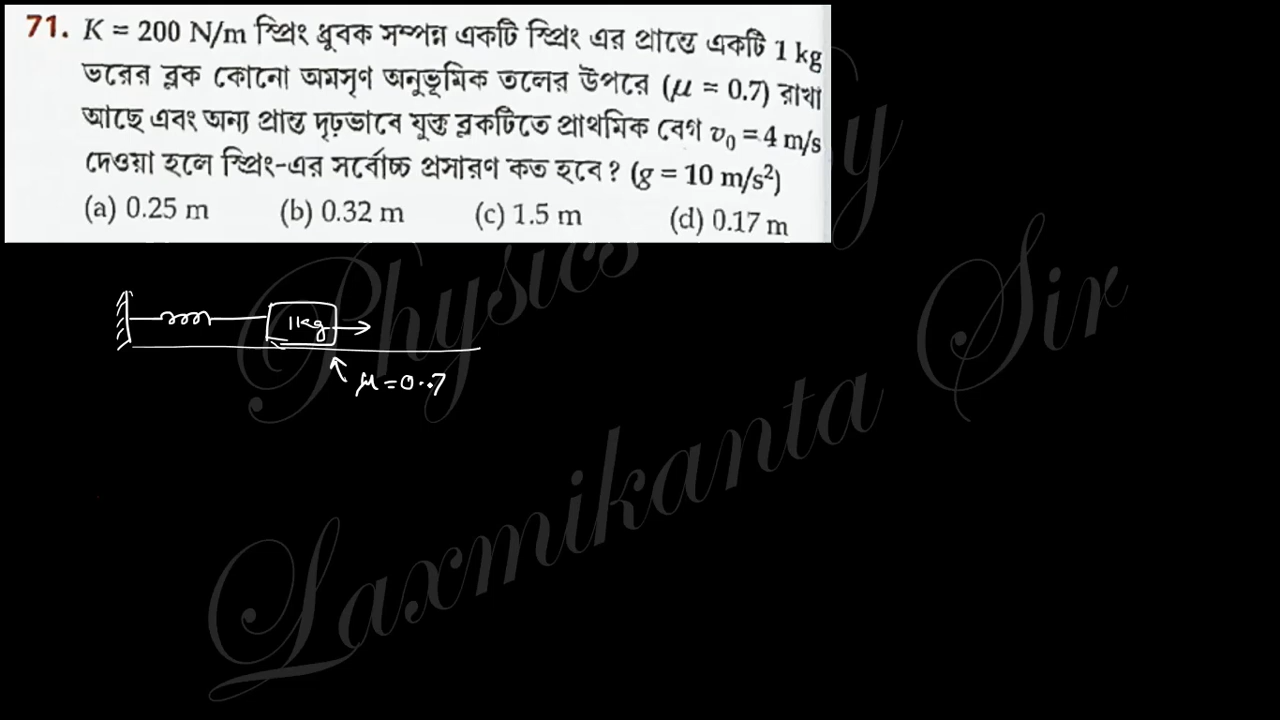 71. K = 200 N/m স্প্রিং ধ্রুবক সম্পন্ন একটি স্প্রিং এর প্রান্তে একটি 1 kg
ভরের ব্লক কোনো অমসৃণ অনুভূমিক তলের উপরে (μ = 0.7) রাখা
আছে এবং অন্য প্রান্ত দৃঢ়ভাবে যুক্ত ব্লকটিতে প্রাথমিক বেগ v₀ = 4 m/s
দেওয়া হলে স্প্রিং-এর সর্বোচ্চ প্রসারণ কত হবে? (g = 10 m/s²)
(a) 0.25 m (b) 0.32 m (c) 1.5 m (d) 0.17 m
1kg
μ = 0.7
Physics By
Laxmikanta Sir